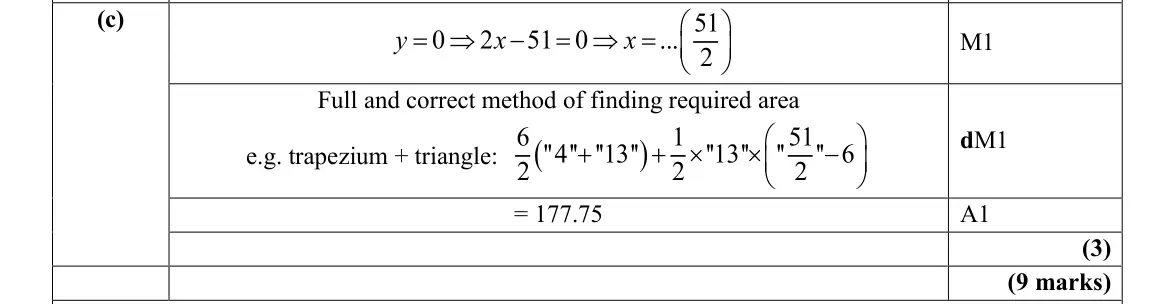 (c)
y = 0 ⇒ 2x − 51 = 0 ⇒ x = ...(51/2)
M1
Full and correct method of finding required area
e.g. trapezium + triangle: 6/2("4"+"13")+1/2×"13"×("51/2"−6)
dM1
= 177.75
A1
(3)
(9 marks)